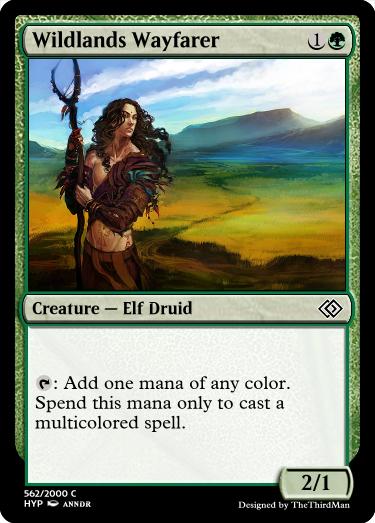 Wildlands Wayfarer 1
Creature — Elf Druid
: Add one mana of any color.
Spend this mana only to cast a
multicolored spell.
2/1
562/2000 C
HYP ANNDR
Designed by TheThirdMan